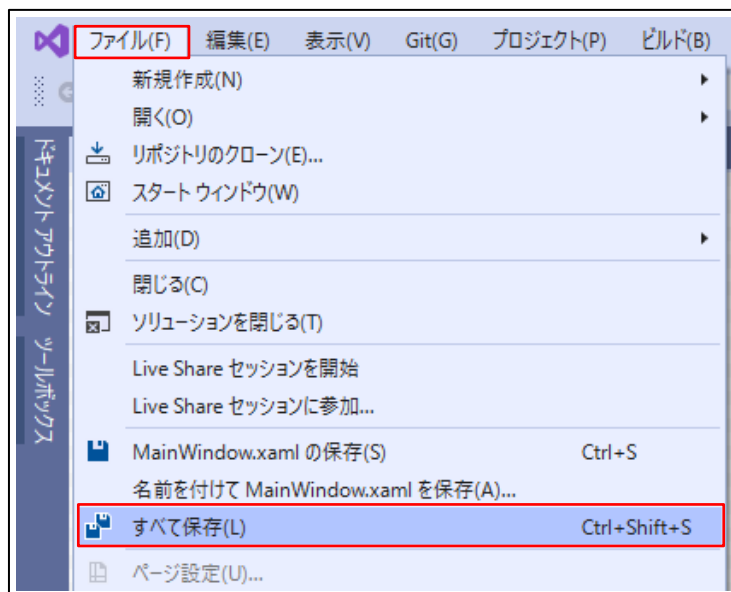 ファイル(F) 編集(E) 表示(V) Git(G) プロジェクト(P) ビルド(B)
新規作成(N)
開く(O)
リポジトリのクローン(E)...
スタート ウィンドウ(W)
追加(D)
閉じる(C)
ソリューションを閉じる(T)
Live Share セッションを開始
Live Share セッションに参加...
MainWindow.xaml の保存(S) Ctrl+S
名前を付けて MainWindow.xaml を保存(A)...
すべて保存(L) Ctrl+Shift+S
ページ設定(U)...
ドキュメント アウトライン
ツールボックス